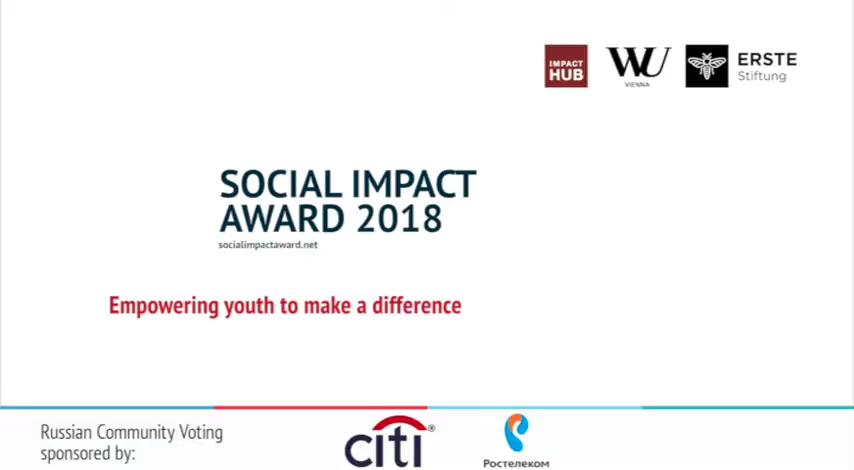 IMPACT
HUB
WU
VIENNA
ERSTE
Stiftung
SOCIAL IMPACT
AWARD 2018
socialimpactaward.net
Empowering youth to make a difference
Russian Community Voting
sponsored by:
citi®
Ростелеком